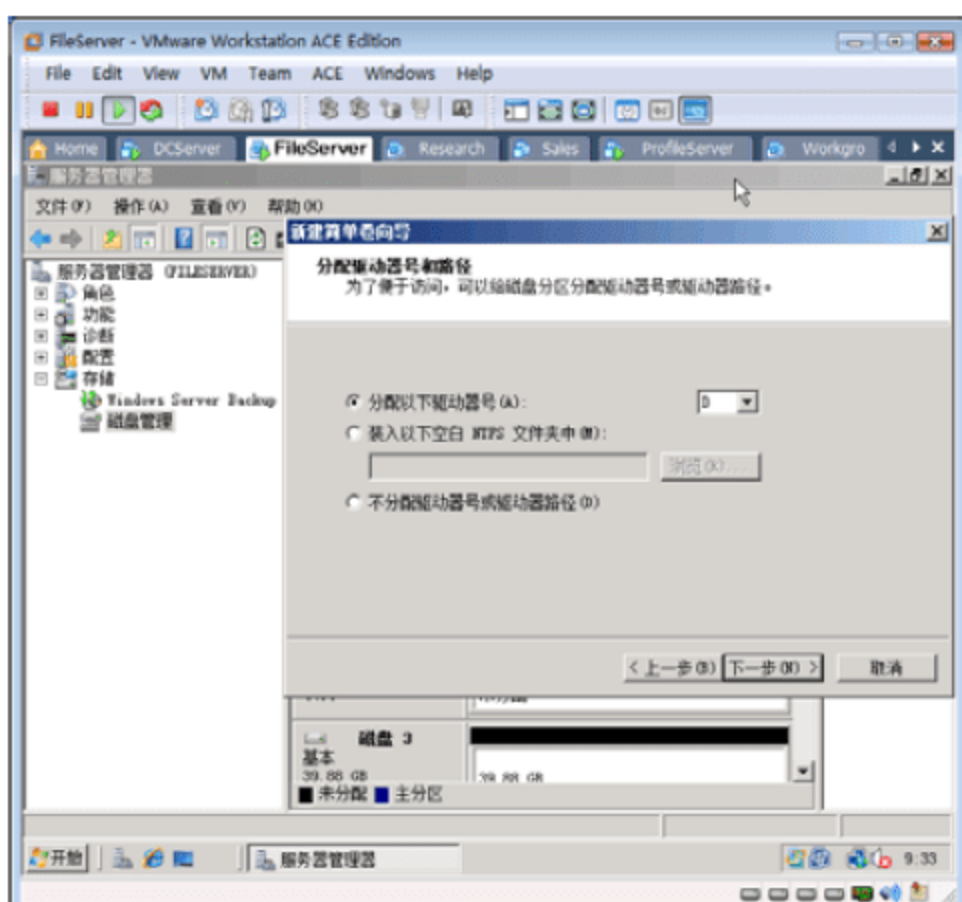 FileServer - VMware Workstation ACE Edition
File Edit View VM Team ACE Windows Help
Home DCServer FileServer Research Sales ProfileServer Workgro
服务器管理器
文件(F) 操作(A) 查看(V) 帮助(H)
新建简单卷向导
分配驱动器号和路径
为了便于访问，可以给磁盘分区分配驱动器号或驱动器路径。
服务器管理器 (FILESERVER)
角色
功能
诊断
配置
存储
Windows Server Backup
磁盘管理
分配以下驱动器号(A): D
装入以下空白 NTFS 文件夹中(M):
浏览(R)...
不分配驱动器号或驱动器路径(D)
<上一步(B) 下一步(N) > 取消
磁盘 3
基本
39.88 GB 39.88 GB
未分配 主分区
开始 服务器管理器 9:33